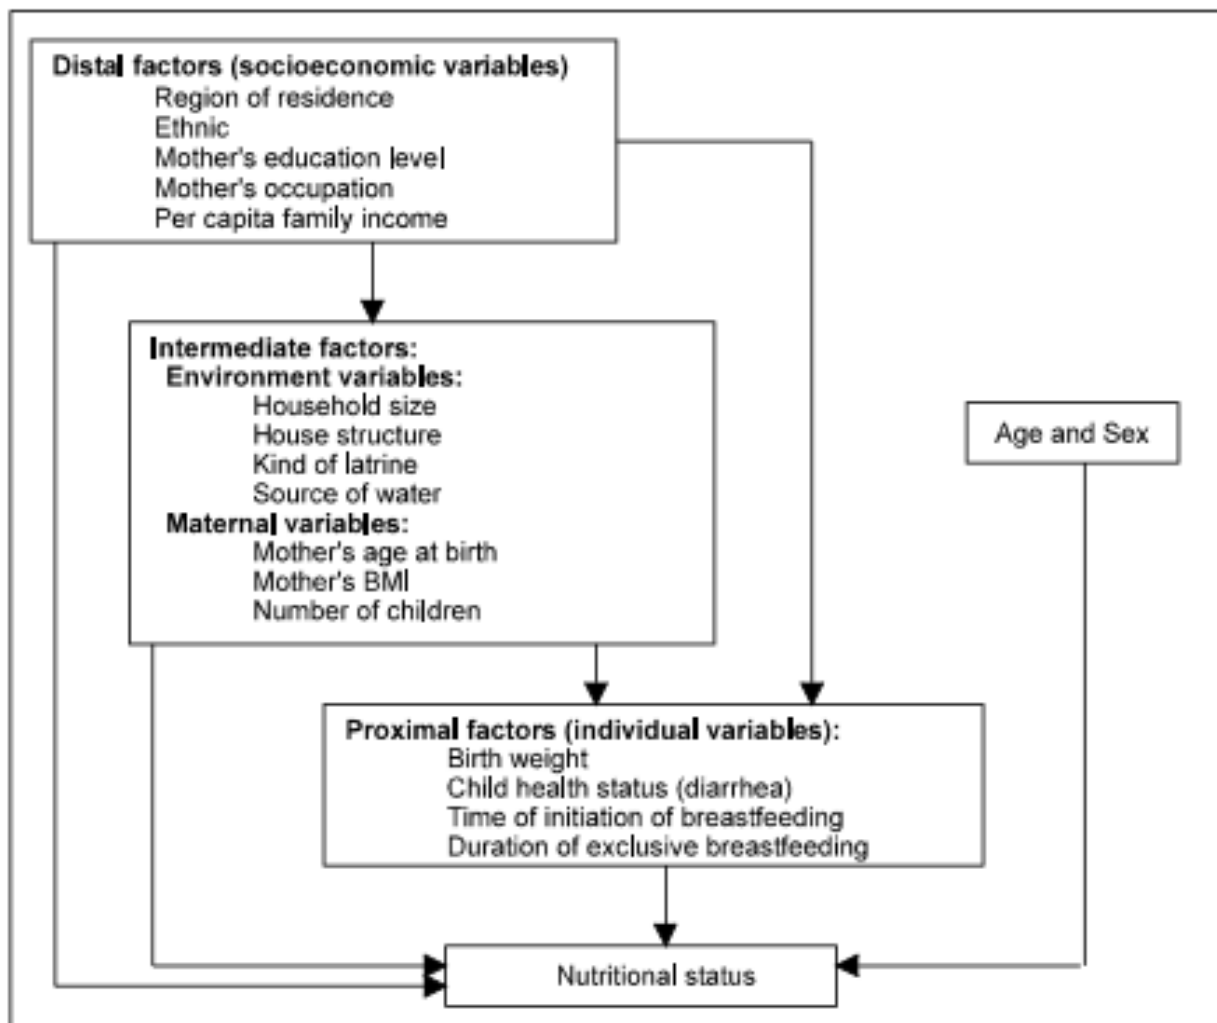 Distal factors (socioeconomic variables)
Region of residence
Ethnic
Mother's education level
Mother's occupation
Per capita family income
Intermediate factors:
Environment variables:
Household size
House structure
Kind of latrine
Source of water
Maternal variables:
Mother's age at birth
Mother's BMI
Number of children
Age and Sex
Proximal factors (individual variables):
Birth weight
Child health status (diarrhea)
Time of initiation of breastfeeding
Duration of exclusive breastfeeding
Nutritional status